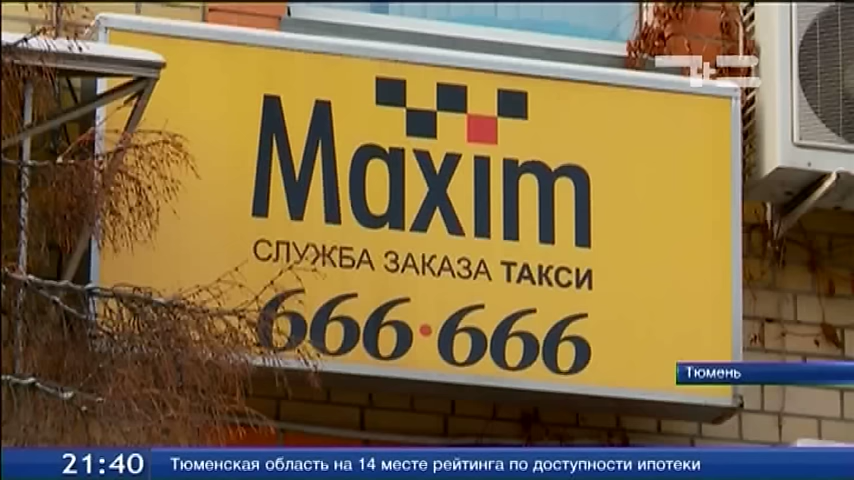 T+B
Maxim
СЛУЖБА ЗАКАЗА ТАКСИ
666•666
Тюмень
21:40 Тюменская область на 14 месте рейтинга по доступности ипотеки